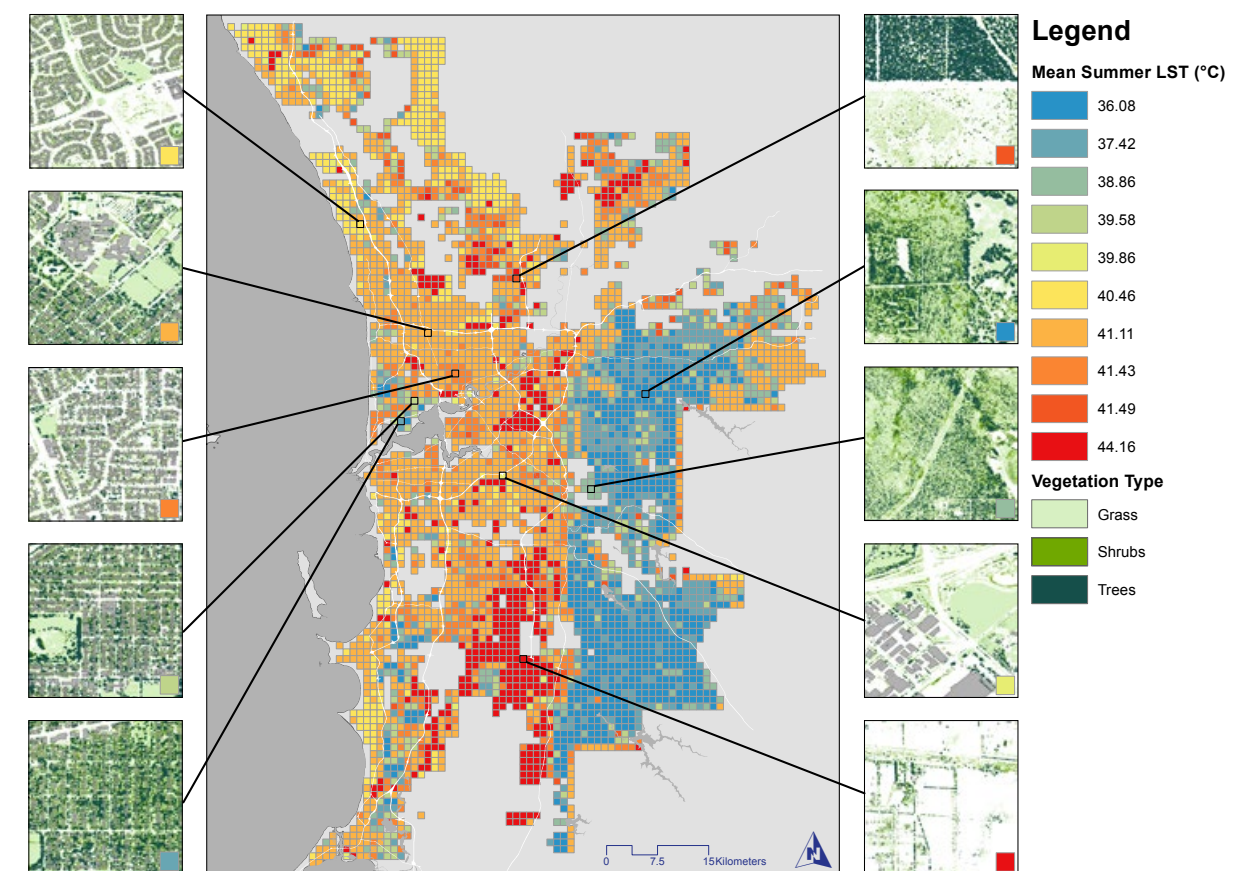 Legend
Mean Summer LST (°C)
36.08
37.42
38.86
39.58
39.86
40.46
41.11
41.43
41.49
44.16
Vegetation Type
Grass
Shrubs
Trees
N
0 7.5 15Kilometers